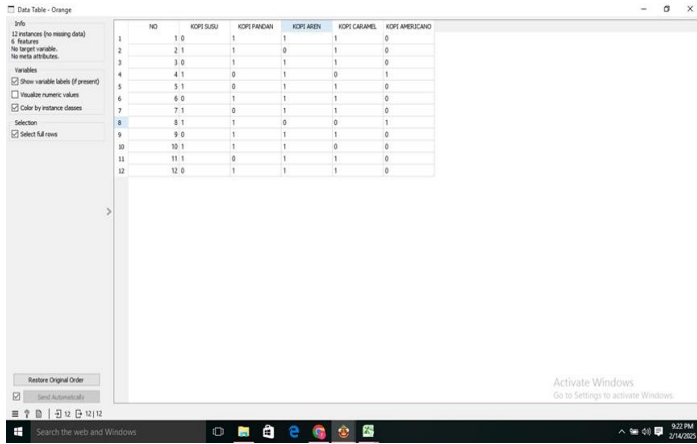 Data Table - Orange
Info
12 instances (no missing data)
6 features
No target variable.
No meta attributes.
Variables
Show variable labels (if present)
Visualize numeric values
Color by instance classes
Selection
Select full rows
NO KOPI SUSU KOPI PANDAN KOPI AREN KOPI CARAMEL KOPI AMERICANO
1 1 0 1 1 1 0
2 2 1 1 0 1 0
3 3 0 1 1 1 0
4 4 1 0 1 0 1
5 5 1 0 1 1 0
6 6 0 1 1 1 0
7 7 1 0 1 1 0
8 8 1 1 0 0 1
9 9 0 1 1 1 0
10 10 1 1 1 0 0
11 11 1 0 1 1 0
12 12 0 1 1 1 0
Restore Original Order
Send Automatically
12 12 | 12
Activate Windows
Go to Settings to activate Windows.
Search the web and Windows
9:22 PM
2/14/2025